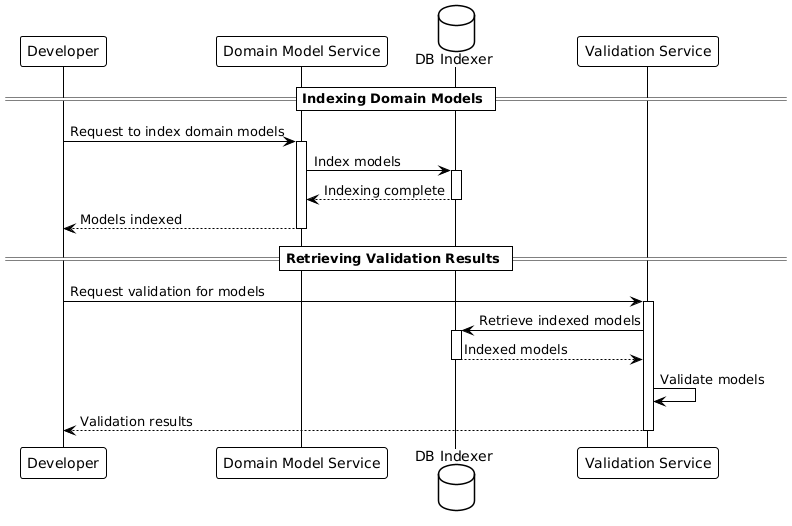 DB Indexer
Developer
Domain Model Service
Validation Service
Indexing Domain Models
Request to index domain models
Index models
Indexing complete
Models indexed
Retrieving Validation Results
Request validation for models
Retrieve indexed models
Indexed models
Validate models
Validation results
Developer
Domain Model Service
DB Indexer
Validation Service